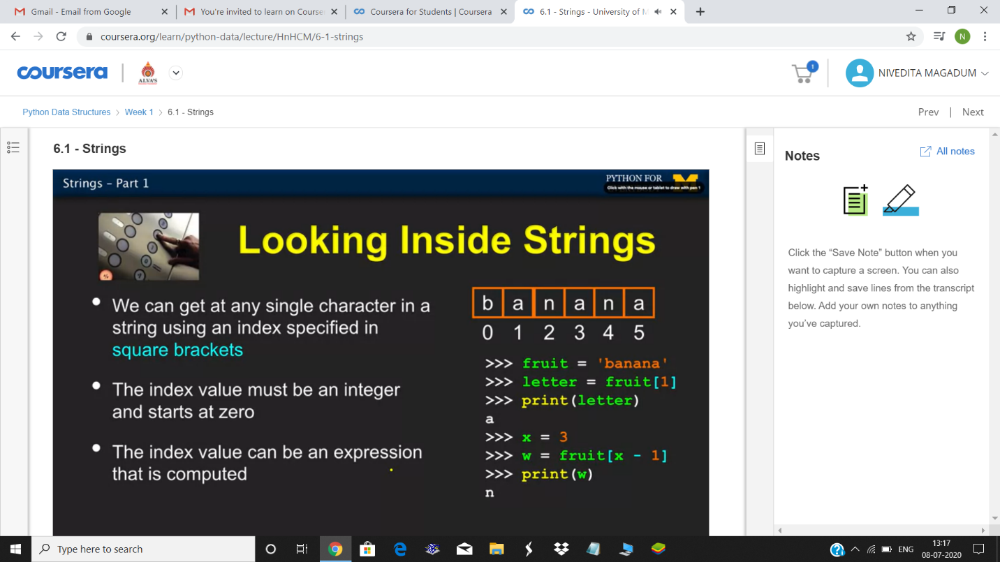 Gmail - Email from Google
You're invited to learn on Course
Coursera for Students | Coursera
6.1 - Strings - University of M
coursera.org/learn/python-data/lecture/HnHCM/6-1-strings
N
coursera
ALVA'S
1
NIVEDITA MAGADUM
Python Data Structures > Week 1 > 6.1 - Strings
Prev | Next
6.1 - Strings
Notes
All notes
Strings – Part 1
PYTHON FOR
Click with the mouse or tablet to draw with pen 1
Looking Inside Strings
• We can get at any single character in a
string using an index specified in
square brackets
• The index value must be an integer
and starts at zero
• The index value can be an expression
that is computed
b a n a n a
0 1 2 3 4 5
>>> fruit = 'banana'
>>> letter = fruit[1]
>>> print(letter)
a
>>> x = 3
>>> w = fruit[x - 1]
>>> print(w)
n
Click the “Save Note” button when you
want to capture a screen. You can also
highlight and save lines from the transcript
below. Add your own notes to anything
you’ve captured.
Type here to search
ENG
13:17
08-07-2020